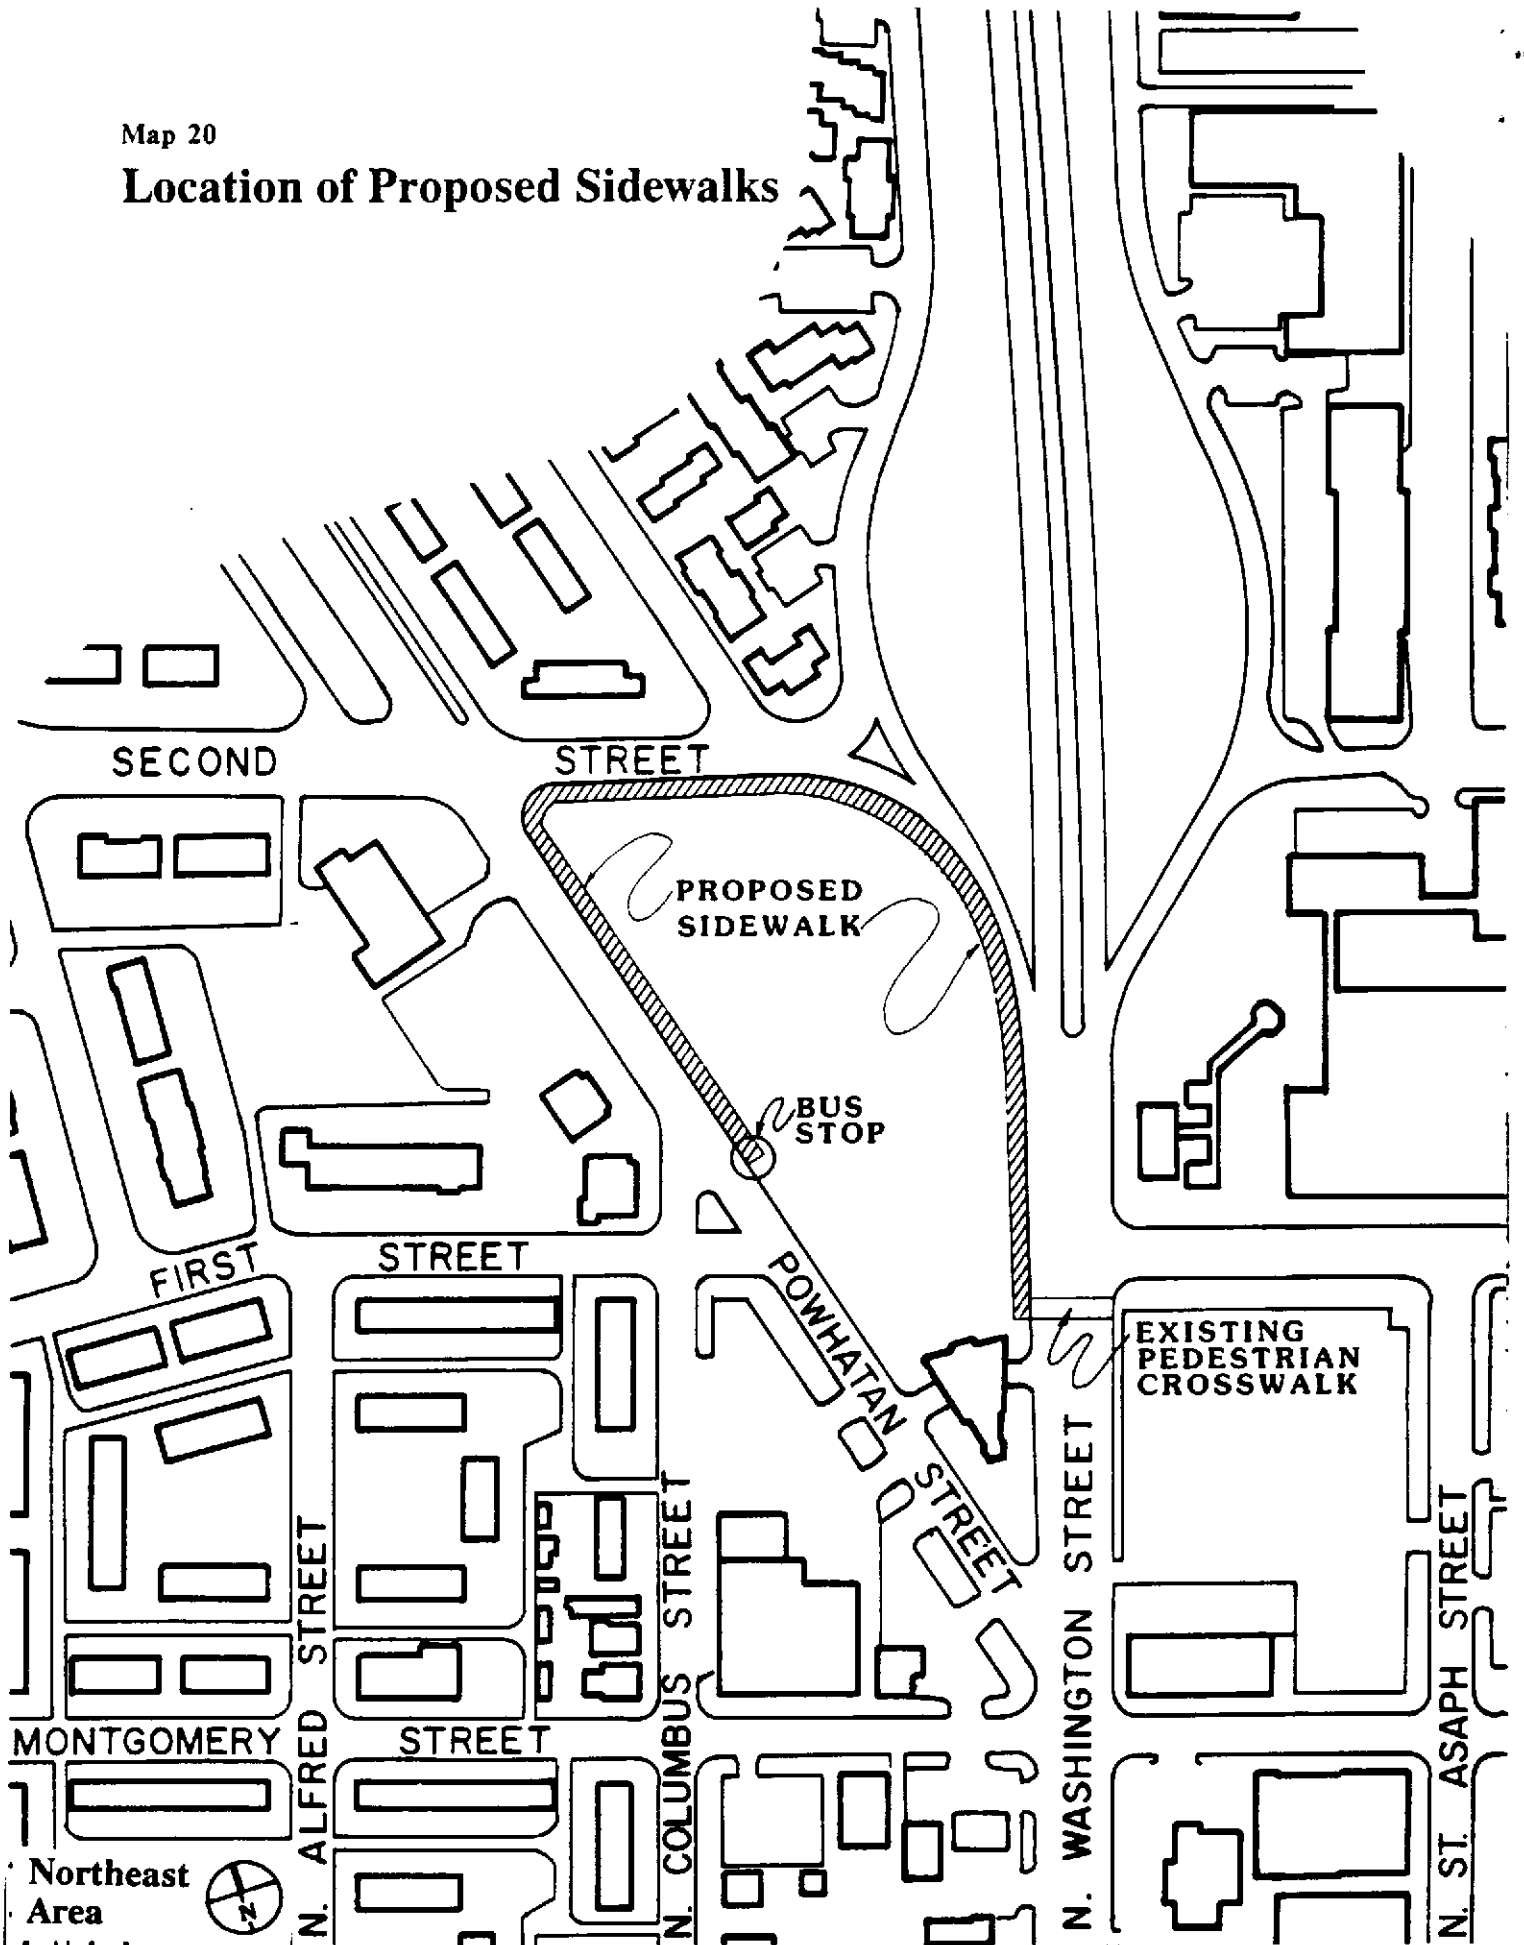 Map 20
Location of Proposed Sidewalks
SECOND STREET
PROPOSED
SIDEWALK
BUS
STOP
FIRST STREET
POWHATAN STREET
EXISTING
PEDESTRIAN
CROSSWALK
MONTGOMERY STREET
N. ALFRED STREET
N. COLUMBUS STREET
N. WASHINGTON STREET
N. ST. ASAPH STREET
Northeast
Area
N